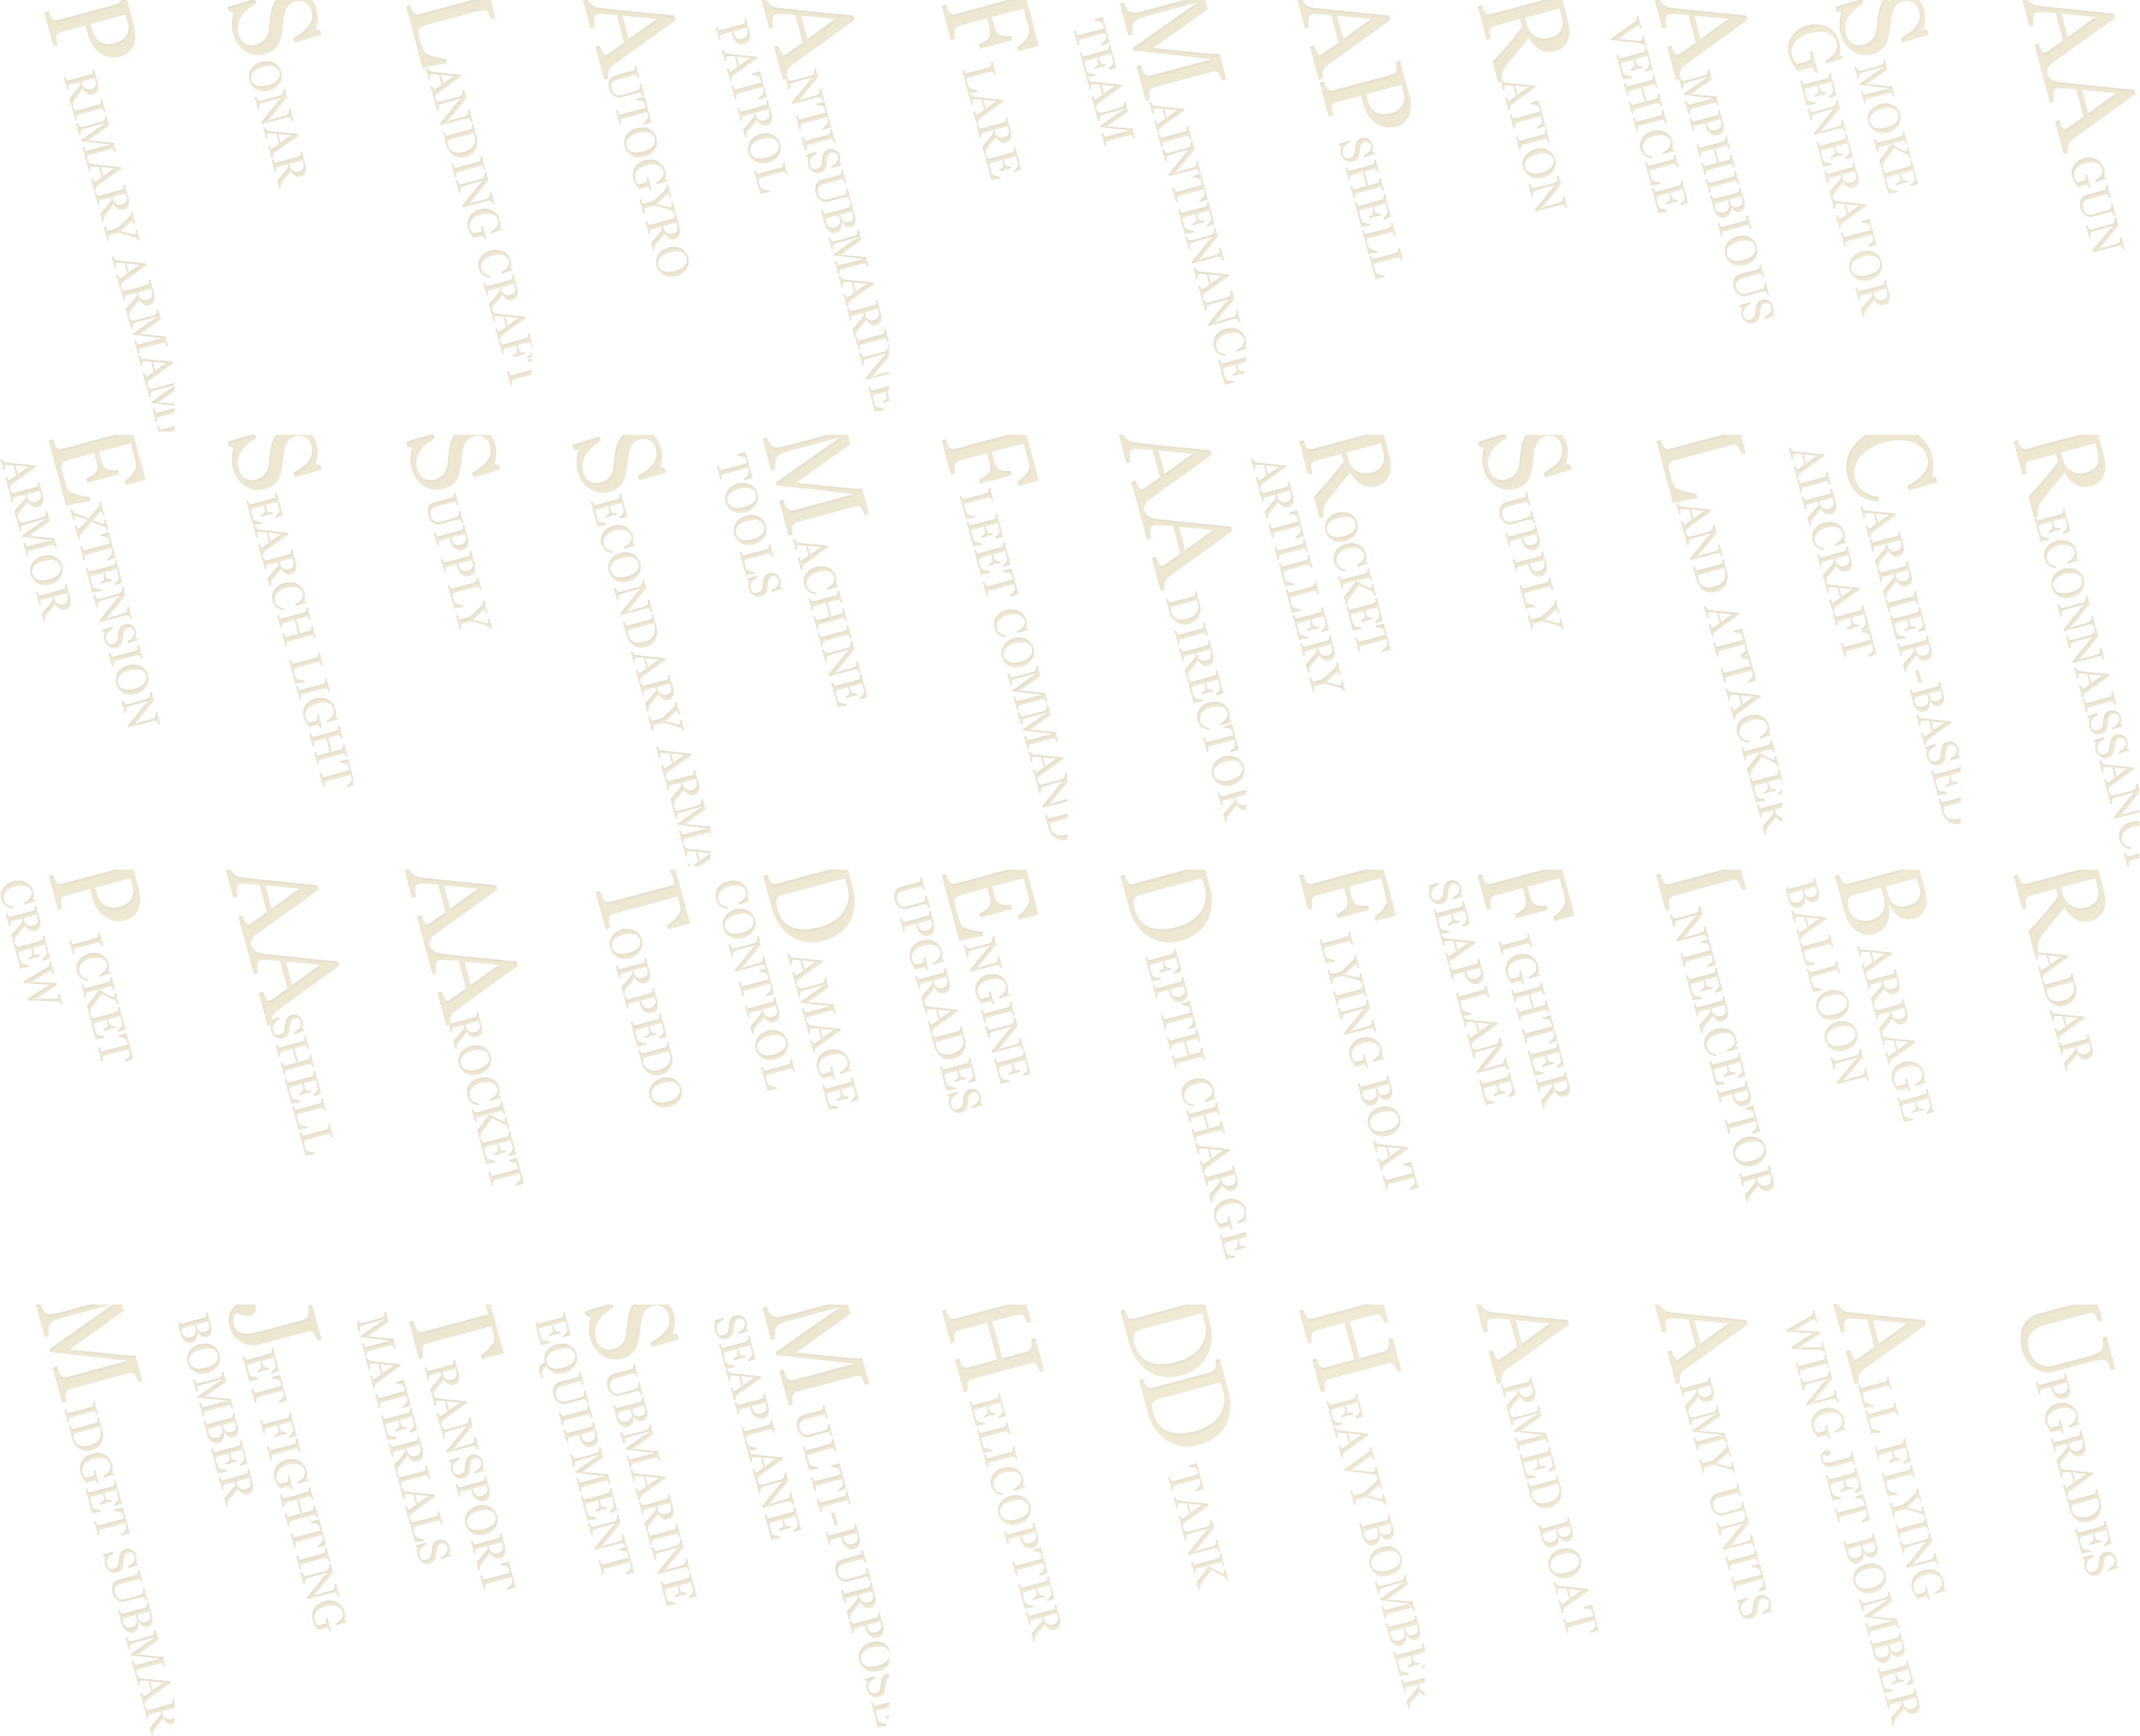 PRIMARY ARMAM
SONAR
LANDING CRAFT
AUTOGYRO
ANTISUBMARINE
PATROL
FLARE
MAINTENANCE
TEAM
AP SHELL
RATION
AMPHIBIOUS
VEHICLE
SMOKE
GENERATOR
AA GUN
EXPANSION
ARMOR
SEARCH LIGHT
SUPPLY
SECONDARY ARMA
MACHINE
TOOLS
FLEET COMMAND
AA DIRECTOR
ROCKET
ARTILLERY
SUPPLY
LAND ATTACKER
CARRIER-BASED
AIRCRAFT
RECONNAISSANC
PICKET
CREW
AA SHELL
AA ROCKET
TORPEDO
DAMAGE
CONTROL
ENGINE
UPGRADES
DEPTH CHARGE
FLYING BOAT
FIGHTER
SEAPLANE
INTERCEPTOR
BARRAGE
BALLOON
RADAR
MIDGET SUBMAR
JET FIGHTING
BOMBER
TRANSPORT
MATERIALS
SUBMARINE
EQUIPMENT
MULTI-PURPOSE
SEAPLANE
HELICOPTER
DD TANK
HEAVY BOMBER
ARMED BOAT
ARMY UNITS
ALL FLYING
WING JET BOMBER
UPGRADES